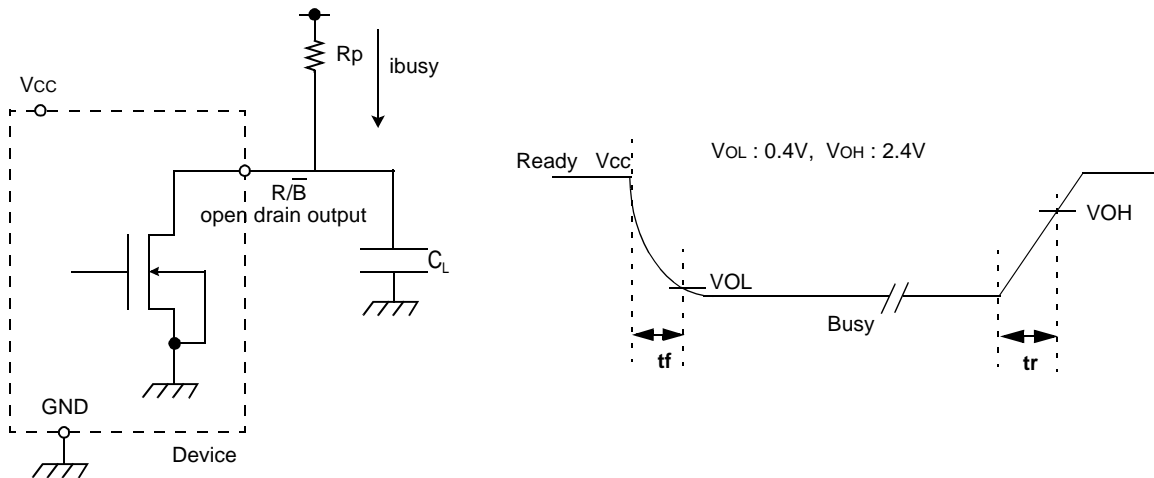 Rp
ibusy
VCC
R/B̅
open drain output
CL
GND
Device
VOL : 0.4V, VOH : 2.4V
Ready Vcc
VOH
VOL
Busy
tf
tr